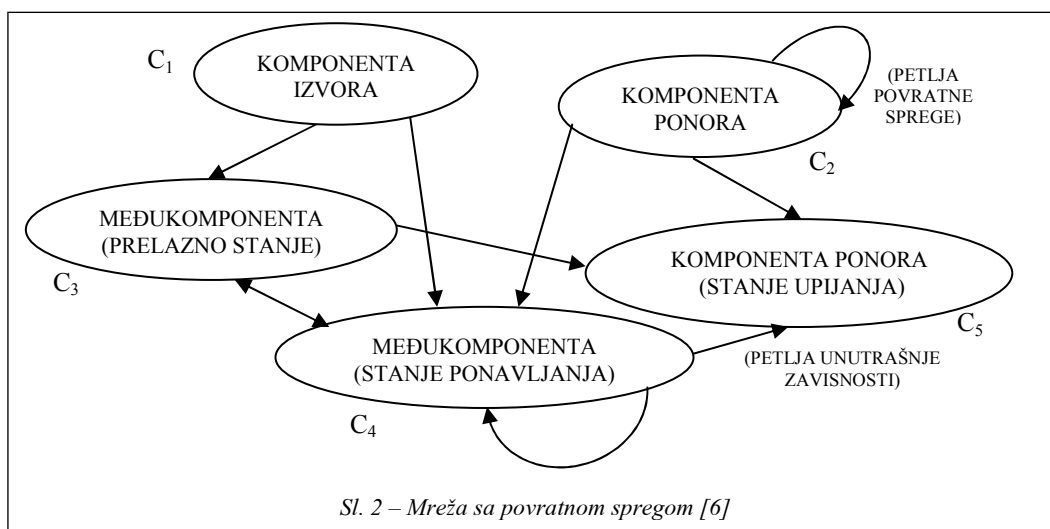 C1
KOMPONENTA
IZVORA
KOMPONENTA
PONORA
(PETLJA
POVRATNE
SPREGE)
C2
MEĐUKOMPONENTA
(PRELAZNO STANJE)
C3
KOMPONENTA PONORA
(STANJE UPIJANJA)
C5
MEĐUKOMPONENTA
(STANJE PONAVLJANJA)
C4
(PETLJA UNUTRAŠNJE
ZAVISNOSTI)
Sl. 2 – Mreža sa povratnom spregom [6]